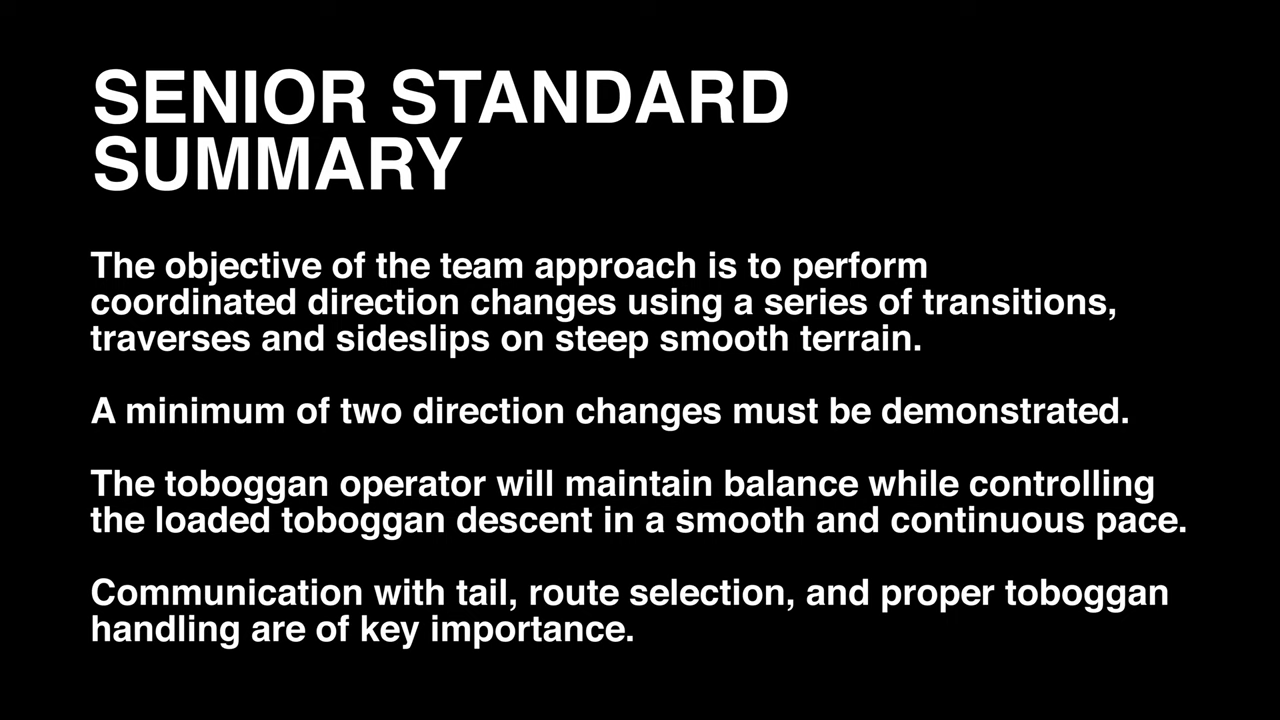 SENIOR STANDARD
SUMMARY
The objective of the team approach is to perform
coordinated direction changes using a series of transitions,
traverses and sideslips on steep smooth terrain.
A minimum of two direction changes must be demonstrated.
The toboggan operator will maintain balance while controlling
the loaded toboggan descent in a smooth and continuous pace.
Communication with tail, route selection, and proper toboggan
handling are of key importance.